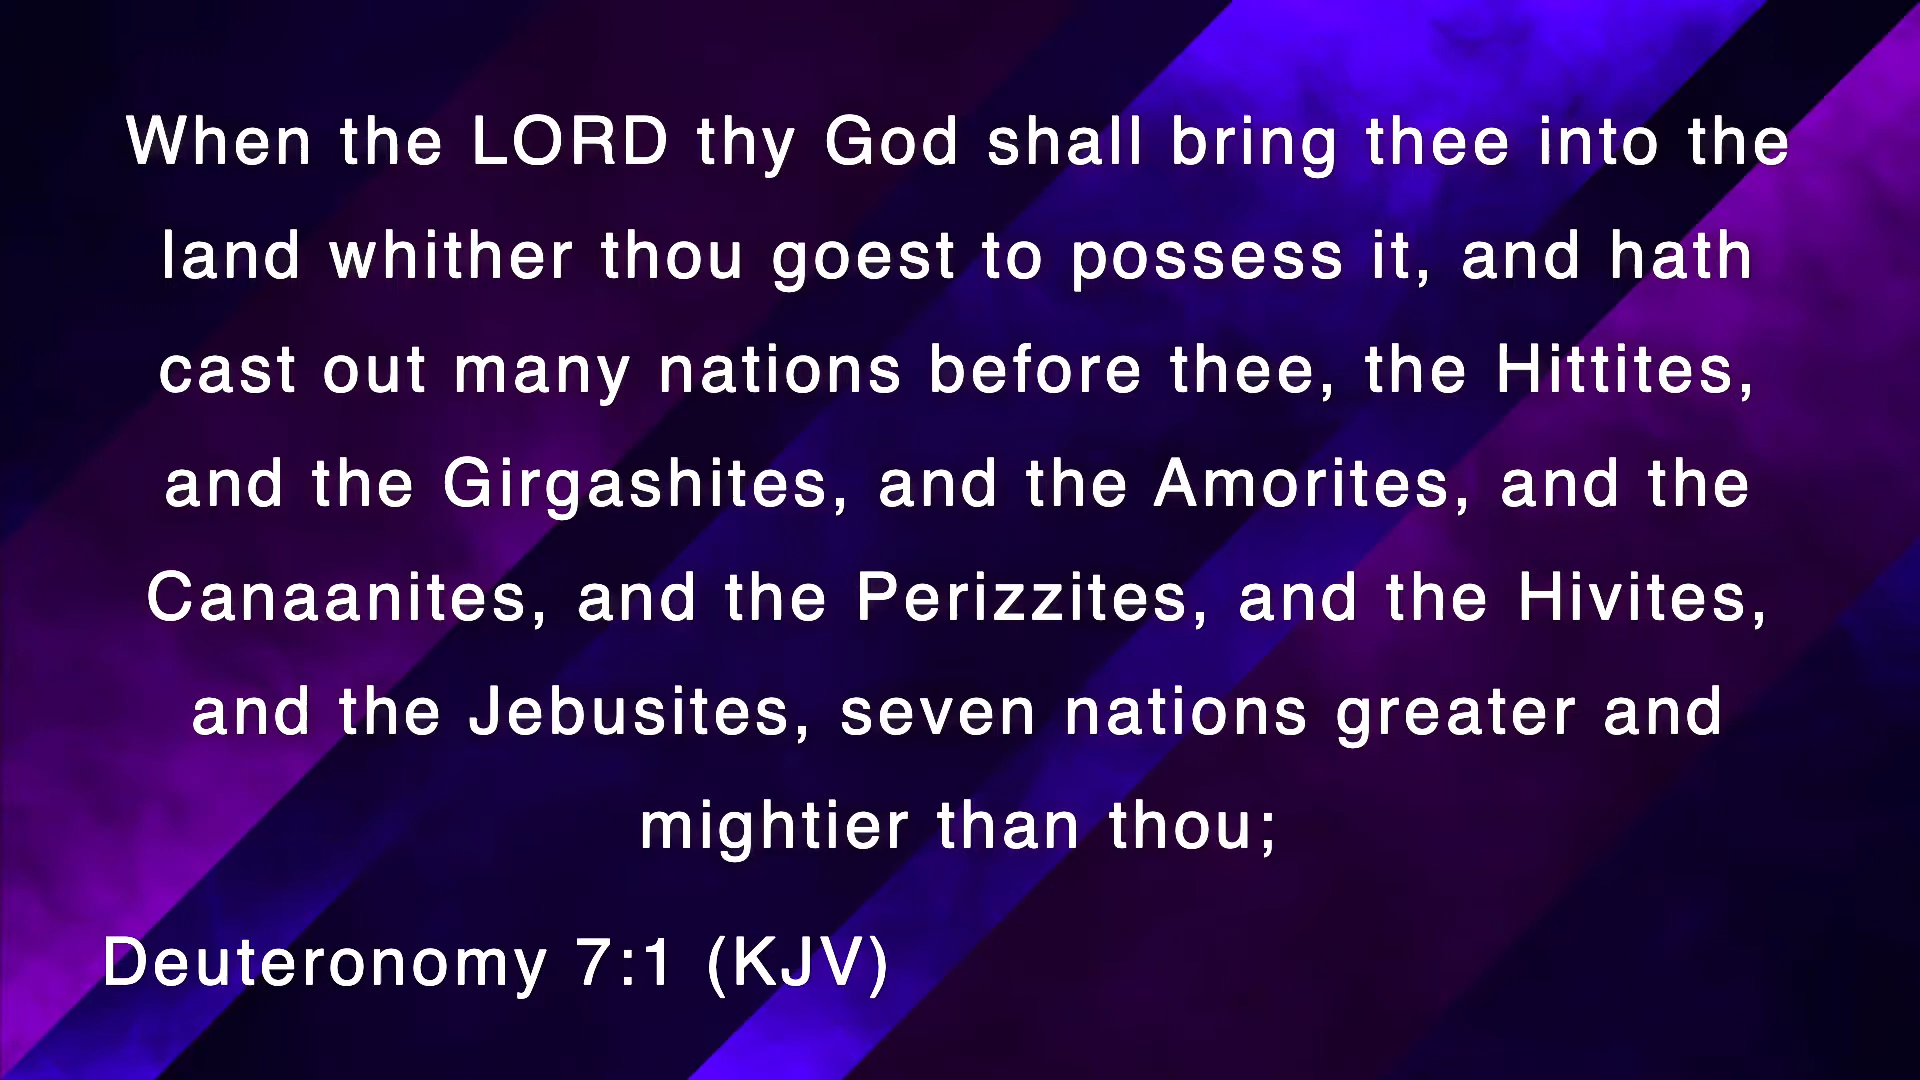 When the LORD thy God shall bring thee into the
land whither thou goest to possess it, and hath
cast out many nations before thee, the Hittites,
and the Girgashites, and the Amorites, and the
Canaanites, and the Perizzites, and the Hivites,
and the Jebusites, seven nations greater and
mightier than thou;
Deuteronomy 7:1 (KJV)